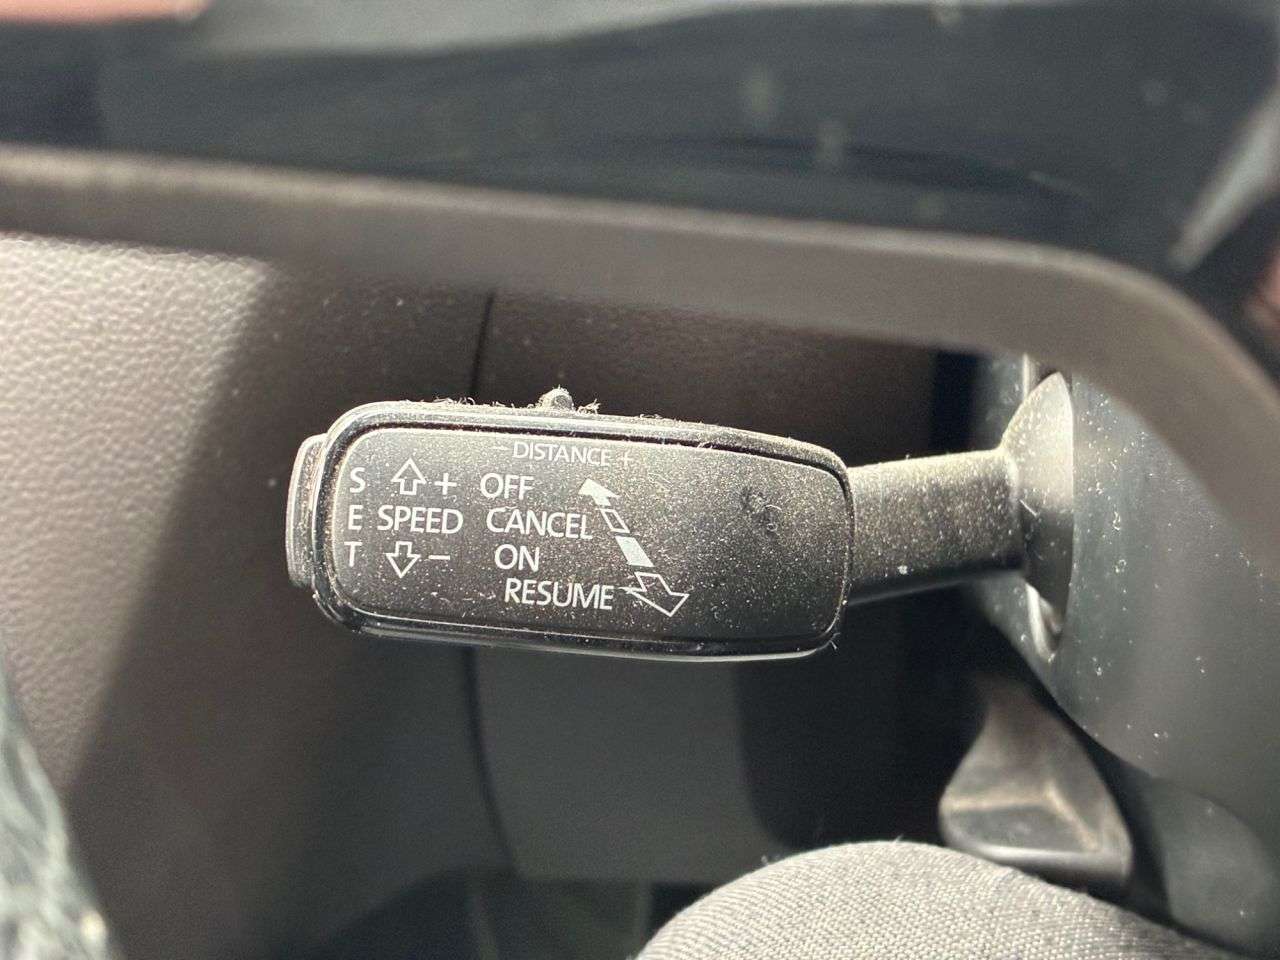 - DISTANCE +
S + OFF
E SPEED CANCEL
T - ON
RESUME